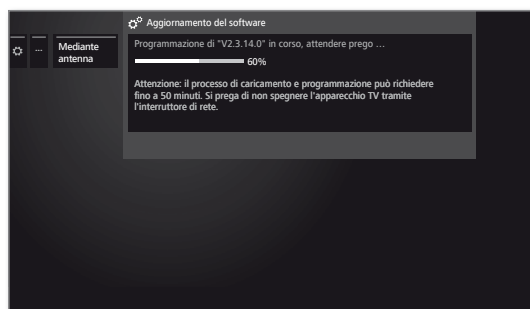 Aggiornamento del software
...
Mediante
antenna
Programmazione di "V2.3.14.0" in corso, attendere prego ...
60%
Attenzione: il processo di caricamento e programmazione può richiedere
fino a 50 minuti. Si prega di non spegnere l'apparecchio TV tramite
l'interruttore di rete.